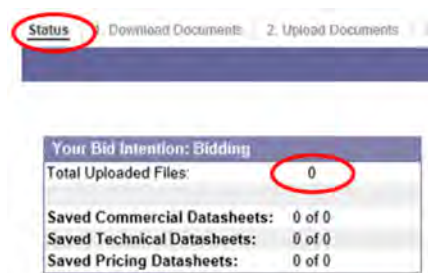 Status 1. Download Documents 2. Upload Documents
Your Bid Intention: Bidding
Total Uploaded Files: 0
Saved Commercial Datasheets: 0 of 0
Saved Technical Datasheets: 0 of 0
Saved Pricing Datasheets: 0 of 0